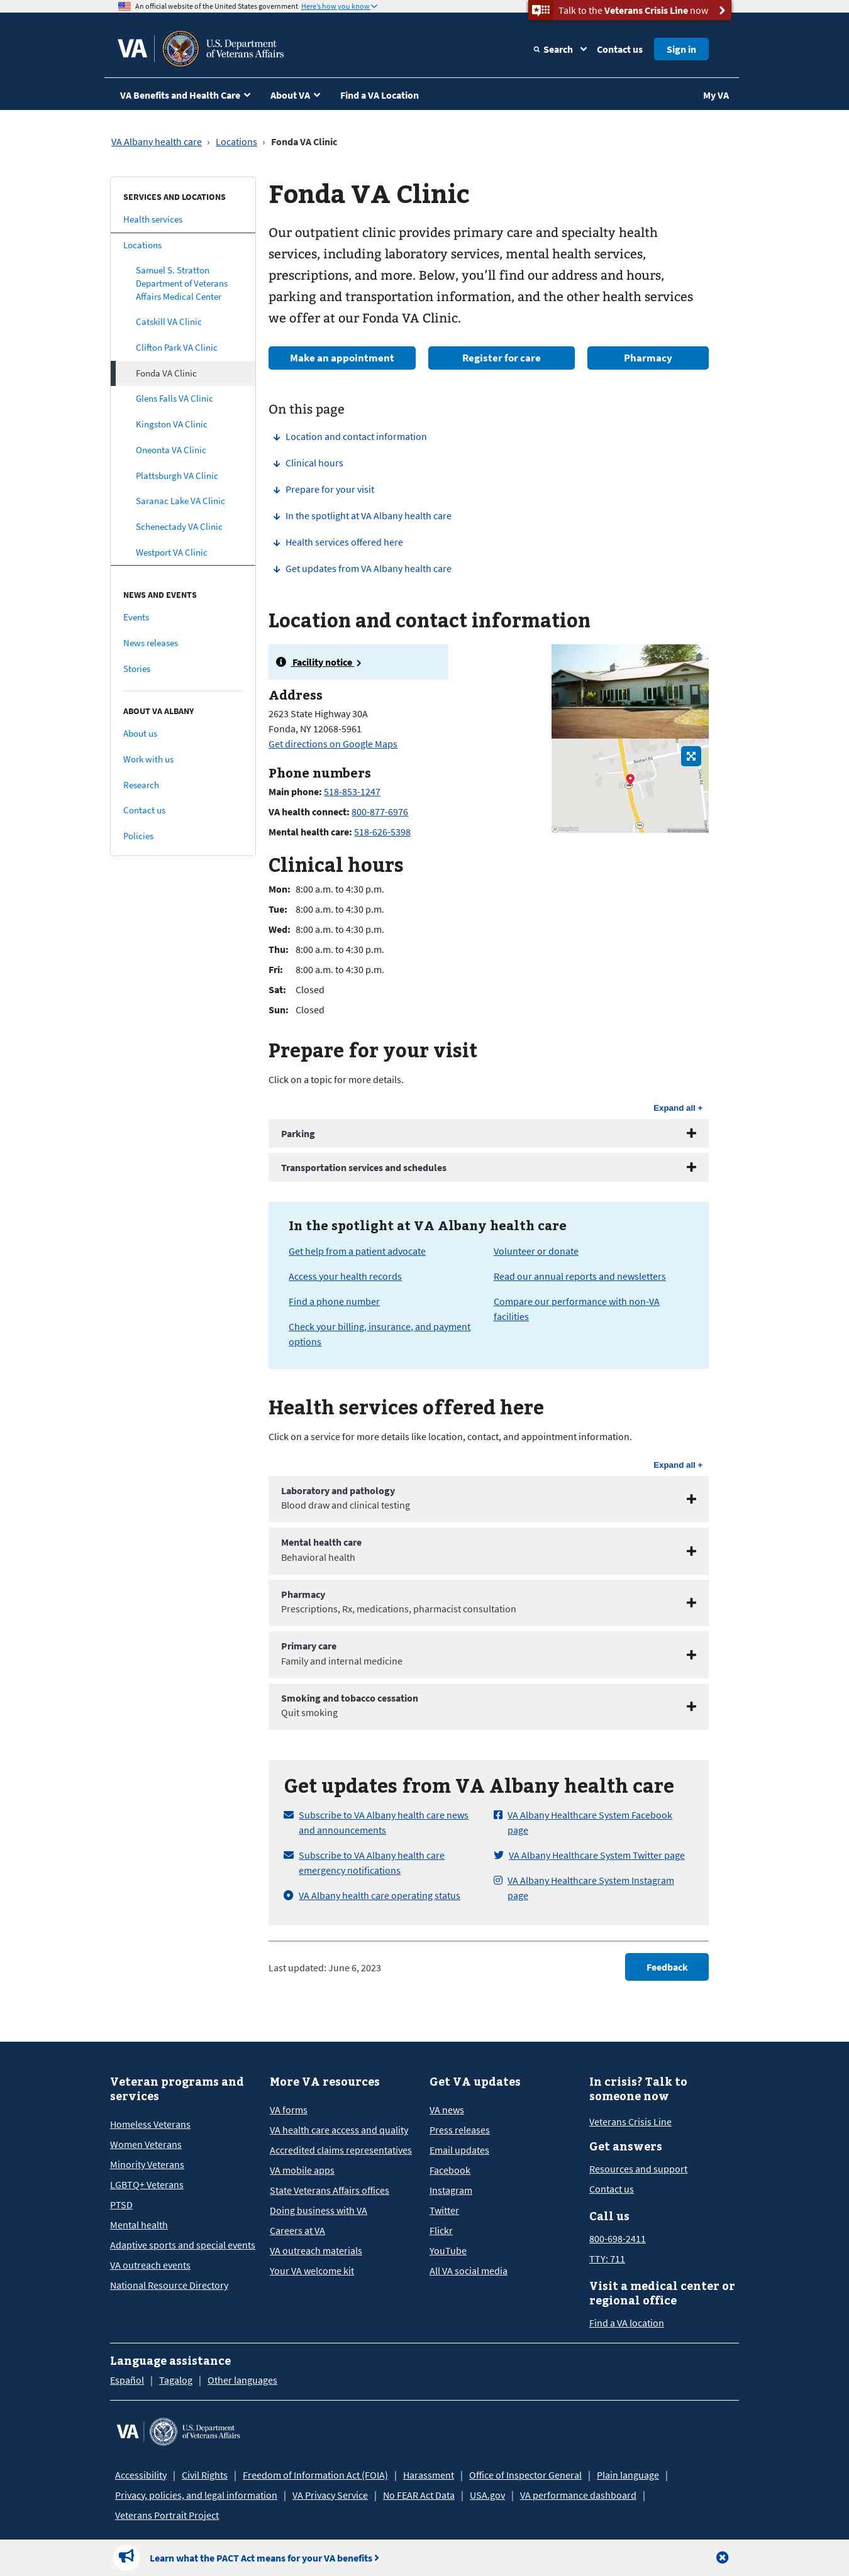 An official website of the United States government Here's how you know
Talk to the Veterans Crisis Line now
VA
U.S. Department of Veterans Affairs
Search
Contact us
Sign in
VA Benefits and Health Care
About VA
Find a VA Location
My VA
VA Albany health care › Locations › Fonda VA Clinic
SERVICES AND LOCATIONS
Health services
Locations
Samuel S. Stratton
Department of Veterans
Affairs Medical Center
Catskill VA Clinic
Clifton Park VA Clinic
Fonda VA Clinic
Glens Falls VA Clinic
Kingston VA Clinic
Oneonta VA Clinic
Plattsburgh VA Clinic
Saranac Lake VA Clinic
Schenectady VA Clinic
Westport VA Clinic
NEWS AND EVENTS
Events
News releases
Stories
ABOUT VA ALBANY
About us
Work with us
Research
Contact us
Policies
Fonda VA Clinic
Our outpatient clinic provides primary care and specialty health
services, including laboratory services, mental health services,
prescriptions, and more. Below, you’ll find our address and hours,
parking and transportation information, and the other health services
we offer at our Fonda VA Clinic.
Make an appointment
Register for care
Pharmacy
On this page
Location and contact information
Clinical hours
Prepare for your visit
In the spotlight at VA Albany health care
Health services offered here
Get updates from VA Albany health care
Location and contact information
Facility notice
Address
2623 State Highway 30A
Fonda, NY 12068-5961
Get directions on Google Maps
Phone numbers
Main phone: 518-853-1247
VA health connect: 800-877-6976
Mental health care: 518-626-5398
Clinical hours
Mon: 8:00 a.m. to 4:30 p.m.
Tue: 8:00 a.m. to 4:30 p.m.
Wed: 8:00 a.m. to 4:30 p.m.
Thu: 8:00 a.m. to 4:30 p.m.
Fri: 8:00 a.m. to 4:30 p.m.
Sat: Closed
Sun: Closed
Prepare for your visit
Click on a topic for more details.
Expand all +
Parking
Transportation services and schedules
In the spotlight at VA Albany health care
Get help from a patient advocate
Access your health records
Find a phone number
Check your billing, insurance, and payment
options
Volunteer or donate
Read our annual reports and newsletters
Compare our performance with non-VA
facilities
Health services offered here
Click on a service for more details like location, contact, and appointment information.
Expand all +
Laboratory and pathology
Blood draw and clinical testing
Mental health care
Behavioral health
Pharmacy
Prescriptions, Rx, medications, pharmacist consultation
Primary care
Family and internal medicine
Smoking and tobacco cessation
Quit smoking
Get updates from VA Albany health care
Subscribe to VA Albany health care news
and announcements
Subscribe to VA Albany health care
emergency notifications
VA Albany health care operating status
VA Albany Healthcare System Facebook
page
VA Albany Healthcare System Twitter page
VA Albany Healthcare System Instagram
page
Last updated: June 6, 2023
Feedback
Veteran programs and
services
Homeless Veterans
Women Veterans
Minority Veterans
LGBTQ+ Veterans
PTSD
Mental health
Adaptive sports and special events
VA outreach events
National Resource Directory
More VA resources
VA forms
VA health care access and quality
Accredited claims representatives
VA mobile apps
State Veterans Affairs offices
Doing business with VA
Careers at VA
VA outreach materials
Your VA welcome kit
Get VA updates
VA news
Press releases
Email updates
Facebook
Instagram
Twitter
Flickr
YouTube
All VA social media
In crisis? Talk to
someone now
Veterans Crisis Line
Get answers
Resources and support
Contact us
Call us
800-698-2411
TTY: 711
Visit a medical center or
regional office
Find a VA location
Language assistance
Español | Tagalog | Other languages
VA
U.S. Department
of Veterans Affairs
Accessibility | Civil Rights | Freedom of Information Act (FOIA) | Harassment | Office of Inspector General | Plain language |
Privacy, policies, and legal information | VA Privacy Service | No FEAR Act Data | USA.gov | VA performance dashboard |
Veterans Portrait Project
Learn what the PACT Act means for your VA benefits